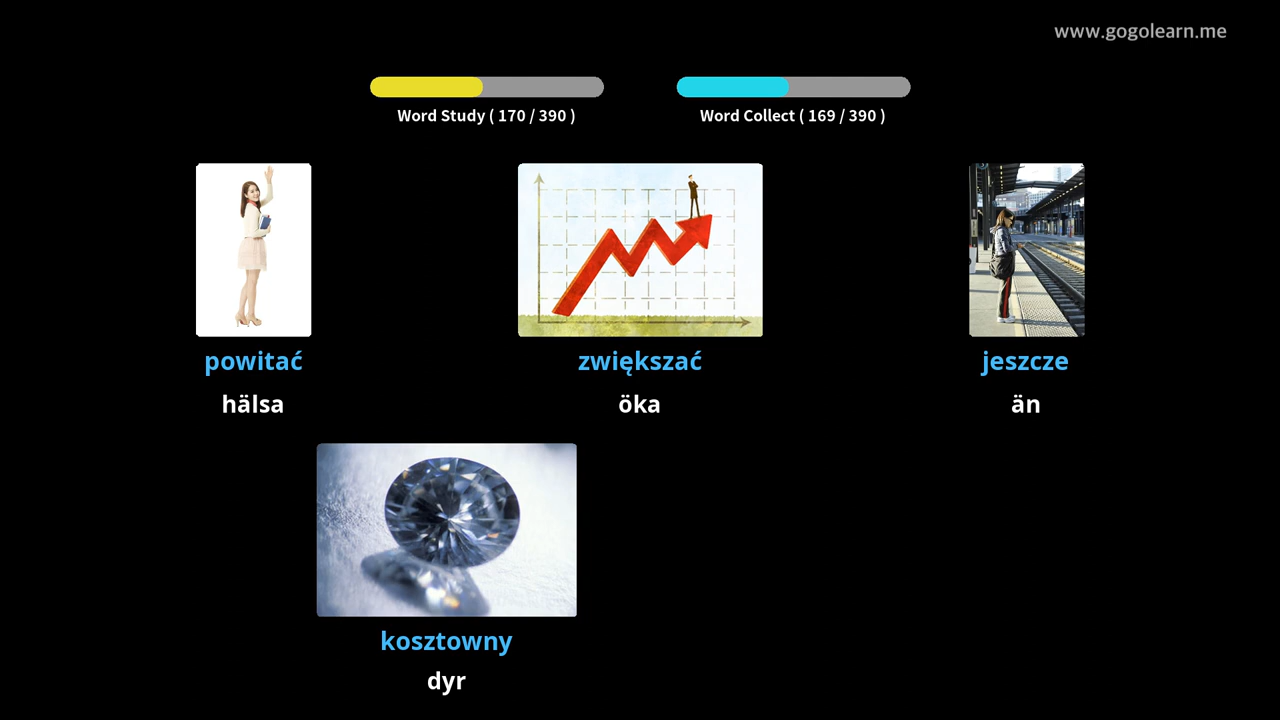 www.gogolearn.me
Word Study ( 170 / 390 )
Word Collect ( 169 / 390 )
powitać
zwiększać
jeszcze
hälsa
öka
än
kosztowny
dyr